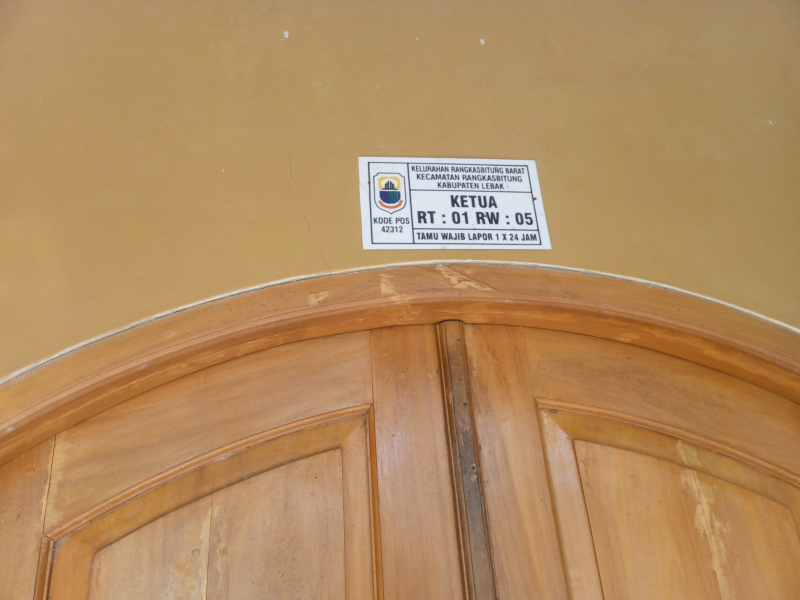 KELURAHAN RANGKASBITUNG BARAT
KECAMATAN RANGKASBITUNG
KABUPATEN LEBAK
KODE POS
42312
KETUA
RT : 01 RW : 05
TAMU WAJIB LAPOR 1 X 24 JAM